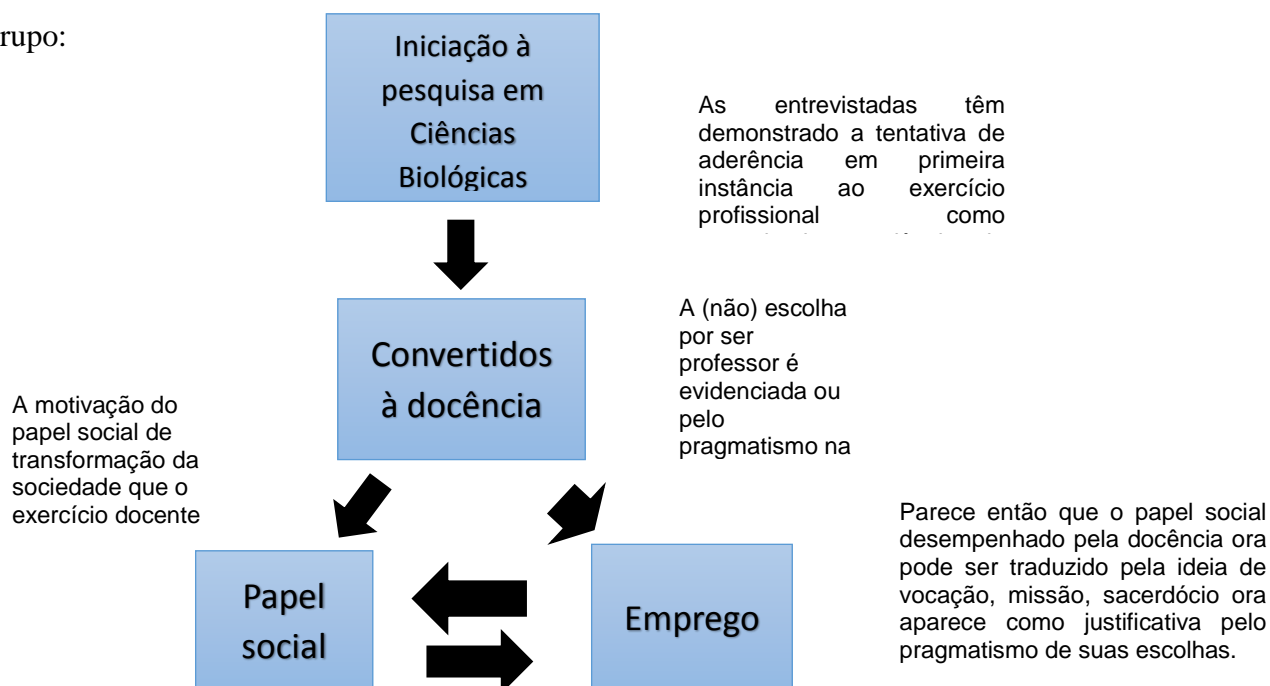 rupo:
Iniciação à
pesquisa em
Ciências
Biológicas
As entrevistadas têm
demonstrado a tentativa de
aderência em primeira
instância ao exercício
profissional como
Convertidos
à docência
A (não) escolha
por ser
professor é
evidenciada ou
pelo
pragmatismo na
A motivação do
papel social de
transformação da
sociedade que o
exercício docente
Papel
social
Emprego
Parece então que o papel social
desempenhado pela docência ora
pode ser traduzido pela ideia de
vocação, missão, sacerdócio ora
aparece como justificativa pelo
pragmatismo de suas escolhas.